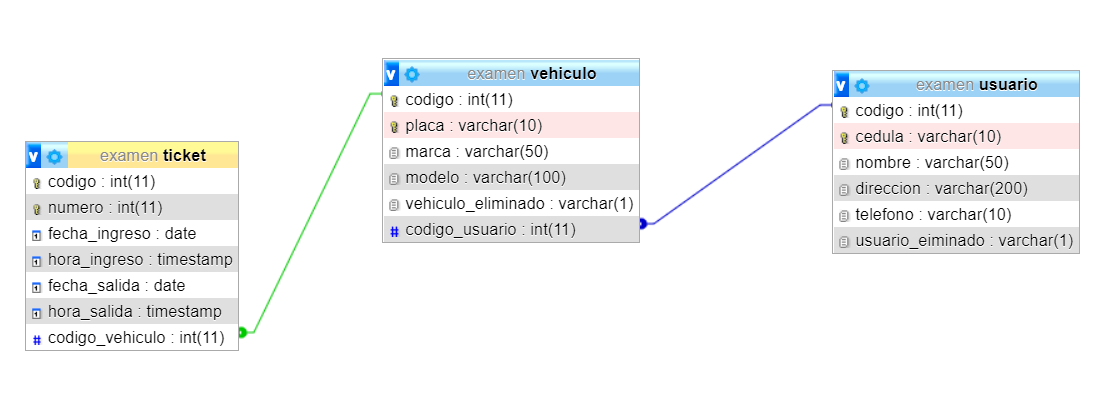 v examen ticket
codigo : int(11)
numero : int(11)
fecha_ingreso : date
hora_ingreso : timestamp
fecha_salida : date
hora_salida : timestamp
# codigo_vehiculo : int(11)
v examen vehiculo
codigo : int(11)
placa : varchar(10)
marca : varchar(50)
modelo : varchar(100)
vehiculo_eliminado : varchar(1)
# codigo_usuario : int(11)
v examen usuario
codigo : int(11)
cedula : varchar(10)
nombre : varchar(50)
direccion : varchar(200)
telefono : varchar(10)
usuario_eiminado : varchar(1)